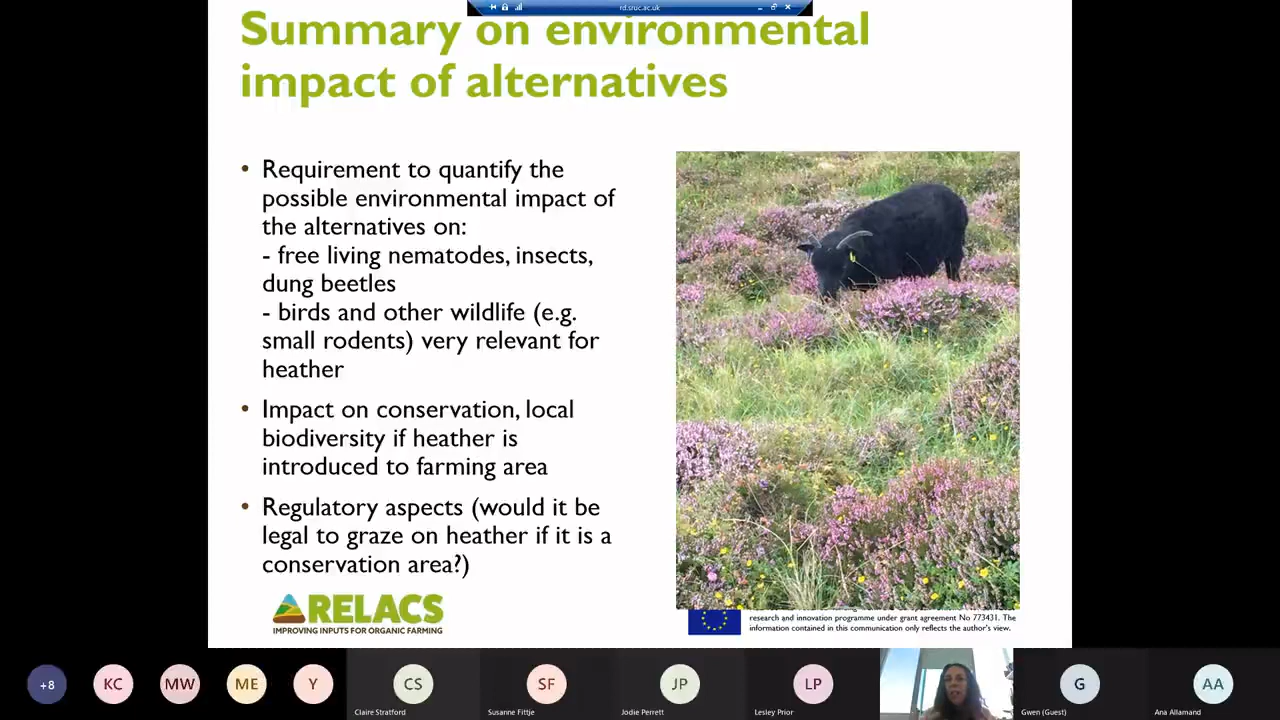 rd.sruc.ac.uk
Summary on environmental
impact of alternatives
• Requirement to quantify the
possible environmental impact of
the alternatives on:
- free living nematodes, insects,
dung beetles
- birds and other wildlife (e.g.
small rodents) very relevant for
heather
• Impact on conservation, local
biodiversity if heather is
introduced to farming area
• Regulatory aspects (would it be
legal to graze on heather if it is a
conservation area?)
RELACS
IMPROVING INPUTS FOR ORGANIC FARMING
research and innovation programme under grant agreement No 773431. The
information contained in this communication only reflects the author's view.
+8
KC
MW
ME
Y
CS
Claire Stratford
SF
Susanne Fittje
JP
Jodie Perrett
LP
Lesley Prior
G
Gwen (Guest)
AA
Ana Allamand